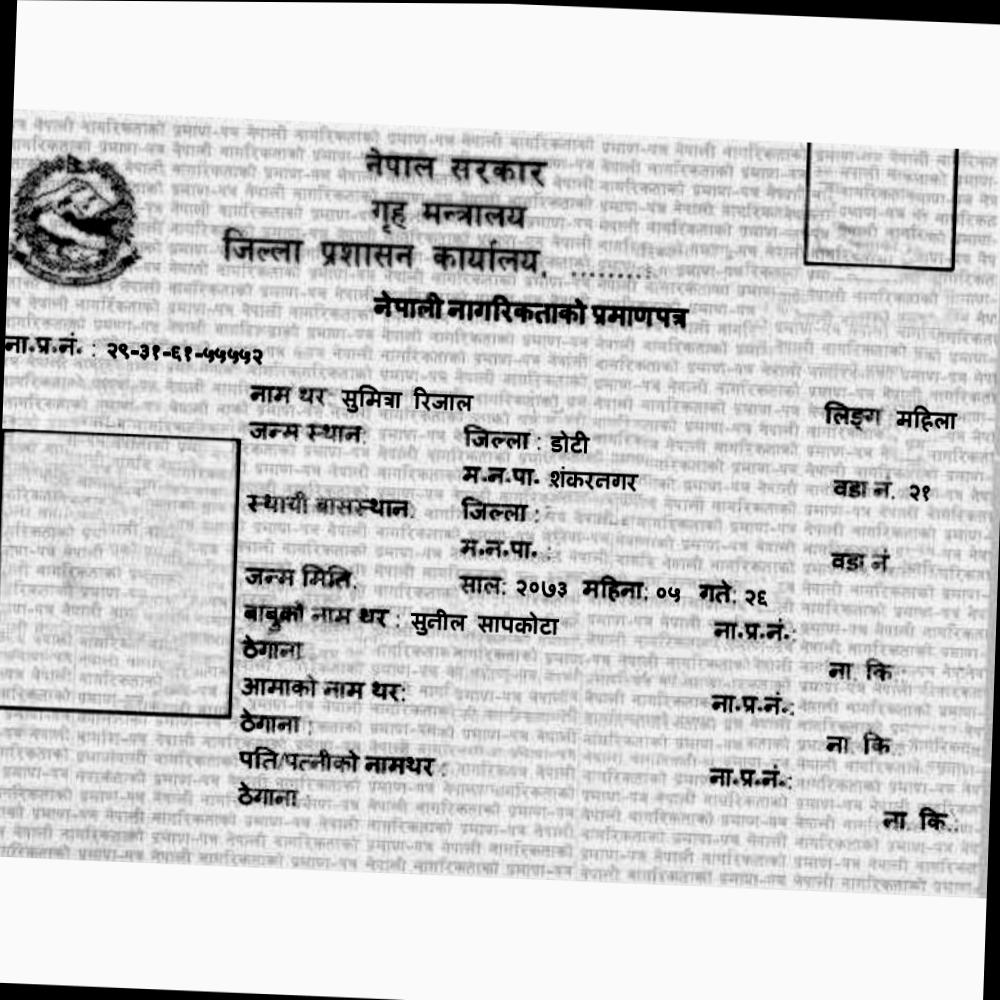 नेपाल सरकार
गृह मन्त्रालय
जिल्ला प्रशासन कार्यालय, .........
नेपाली नागरिकताको प्रमाणपत्र
ना.प्र.नं. : २९-३१-६१-५५५५२
नाम थर: सुमित्रा रिजाल लिङ्ग महिला
जन्म स्थान: जिल्ला : डोटी
म.न.पा. शंकरनगर वडा नं. २१
स्थायी बासस्थान: जिल्ला :
म.न.पा. : वडा नं
जन्म मिति: साल: २०७३ महिना: ०५ गते: २६
बाबुको नाम थर : सुनील सापकोटा ना.प्र.नं.:
ठेगाना ना. कि.:
आमाको नाम थर: ना.प्र.नं.:
ठेगाना : ना. कि.:
पति/पत्नीको नामथर : ना.प्र.नं.:
ठेगाना ना. कि.: